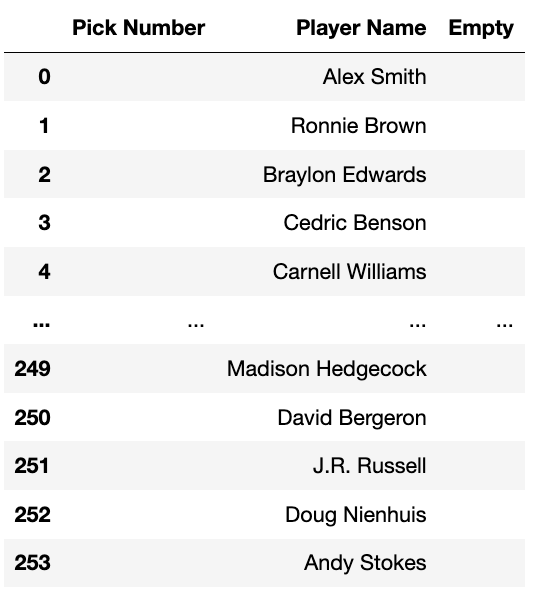 Pick Number Player Name Empty
0 Alex Smith
1 Ronnie Brown
2 Braylon Edwards
3 Cedric Benson
4 Carnell Williams
... ... ... ...
249 Madison Hedgecock
250 David Bergeron
251 J.R. Russell
252 Doug Nienhuis
253 Andy Stokes